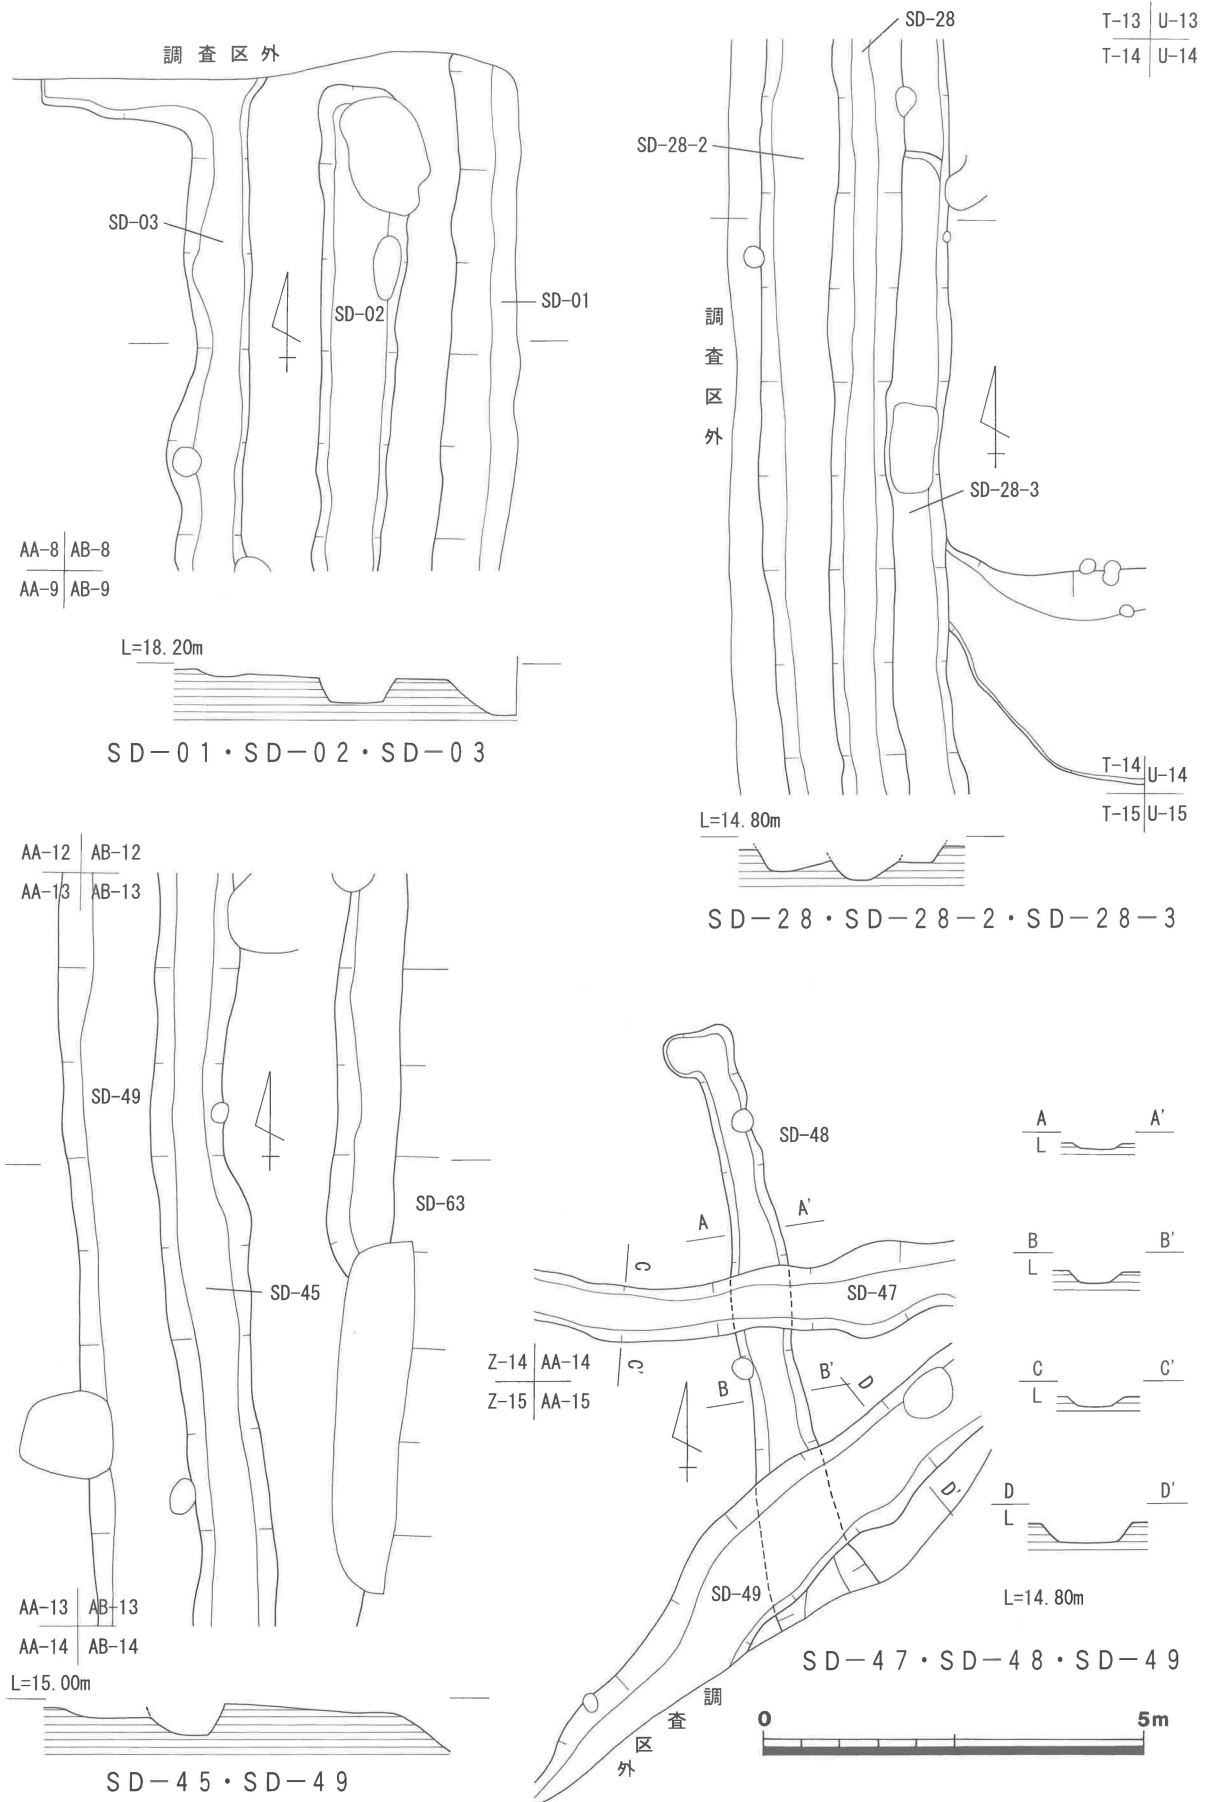 調査区外
SD-03
SD-02
SD-01
AA-8 AB-8
AA-9 AB-9
L=18.20m
SD-01・SD-02・SD-03
SD-28
T-13 U-13
T-14 U-14
SD-28-2
調査区外
SD-28-3
T-14 U-14
T-15 U-15
L=14.80m
SD-28・SD-28-2・SD-28-3
AA-12 AB-12
AA-13 AB-13
SD-49
SD-63
SD-45
AA-13 AB-13
AA-14 AB-14
L=15.00m
SD-45・SD-49
SD-48
A A'
C
SD-47
C'
Z-14 AA-14
Z-15 AA-15
B B'
D
D'
SD-49
調査区外
A A'
L
B B'
L
C C'
L
D D'
L
L=14.80m
SD-47・SD-48・SD-49
0 5m